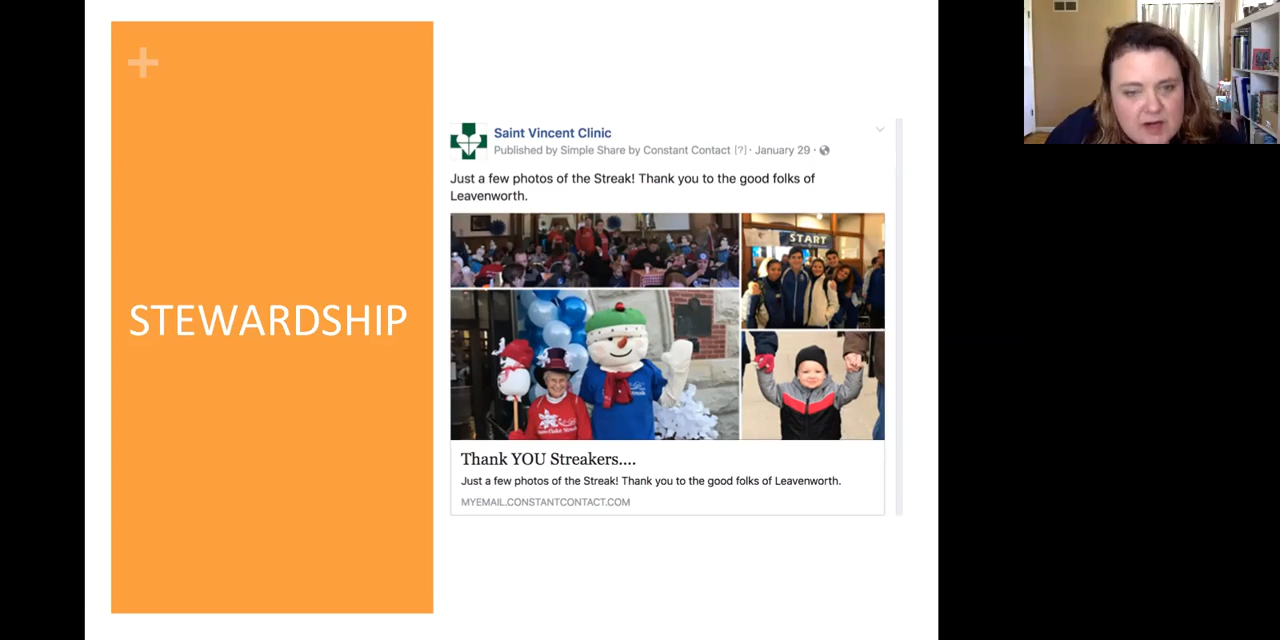 +
STEWARDSHIP
Saint Vincent Clinic
Published by Simple Share by Constant Contact [?] · January 29 ·
Just a few photos of the Streak! Thank you to the good folks of
Leavenworth.
START
Thank YOU Streakers....
Just a few photos of the Streak! Thank you to the good folks of Leavenworth.
MYEMAIL.CONSTANTCONTACT.COM